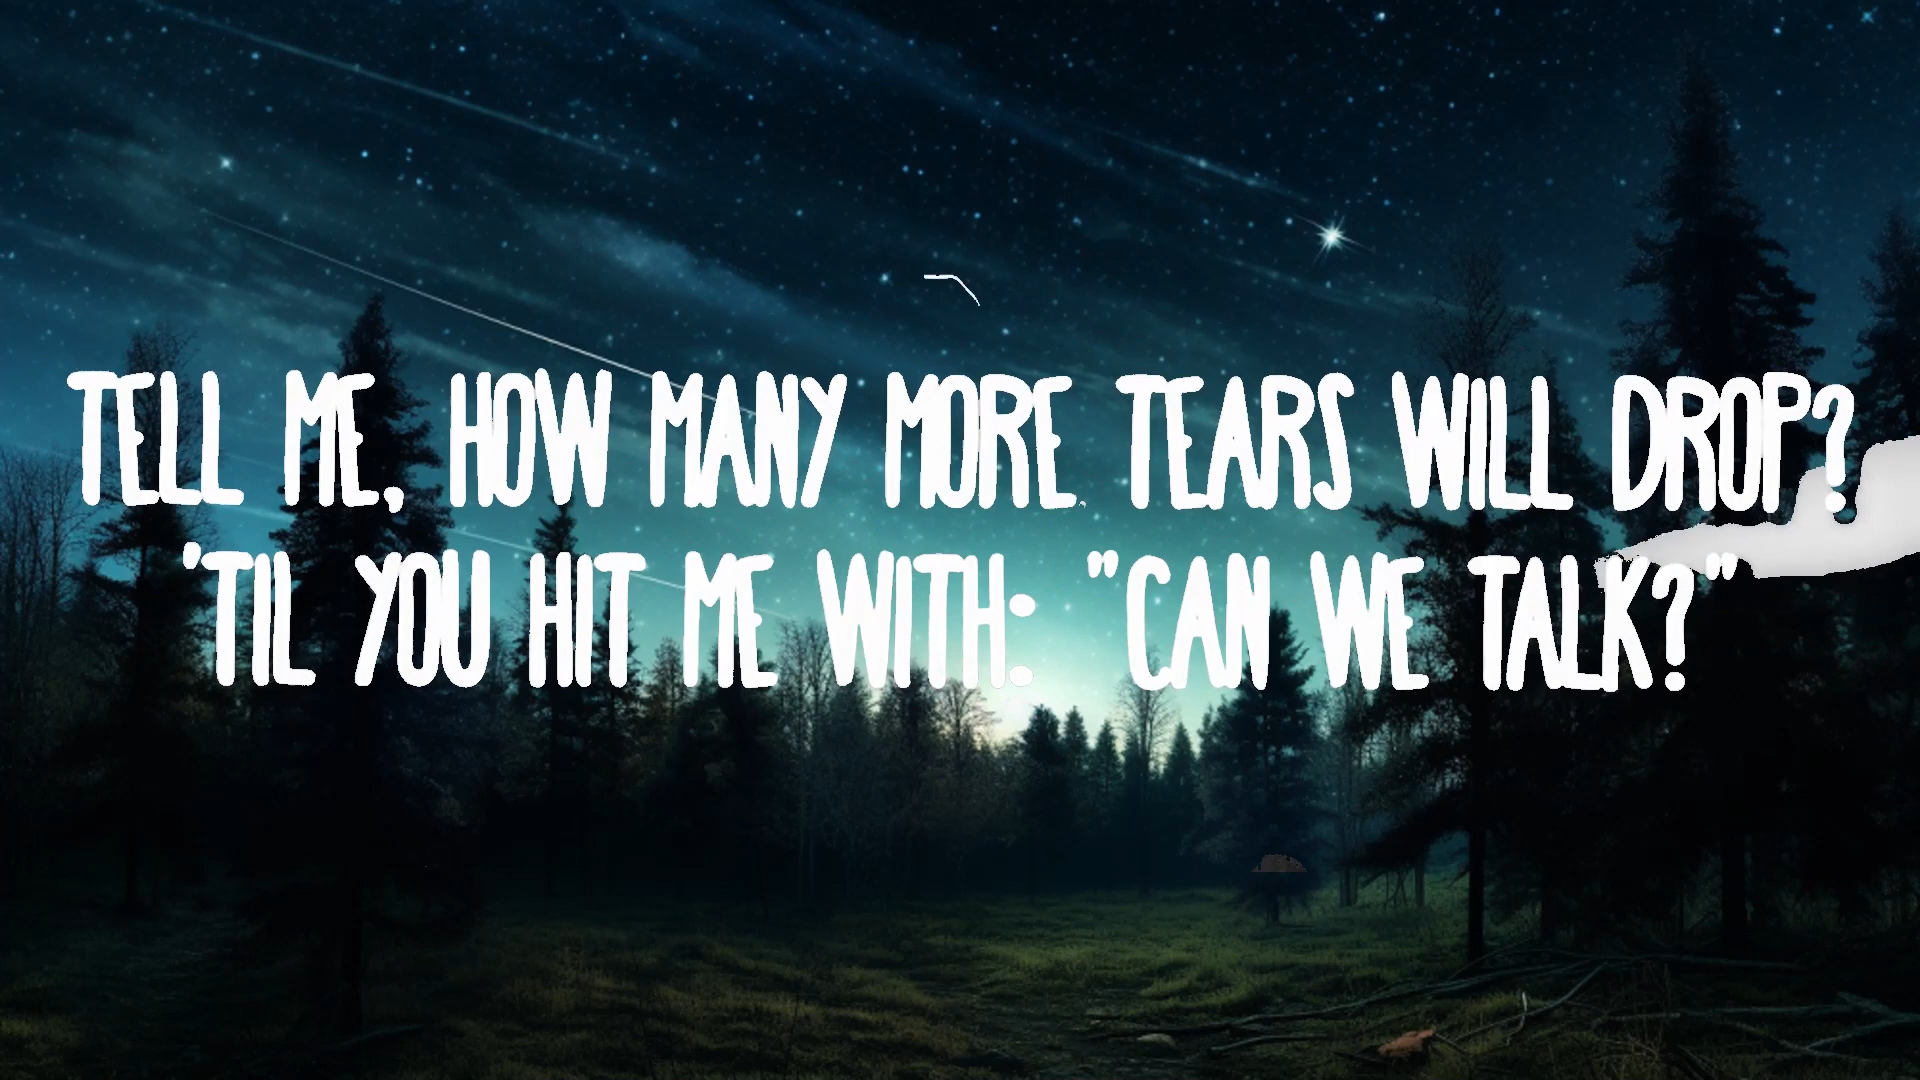 TELL ME, HOW MANY MORE TEARS WILL DROP?
'TIL YOU HIT ME WITH: "CAN WE TALK?"